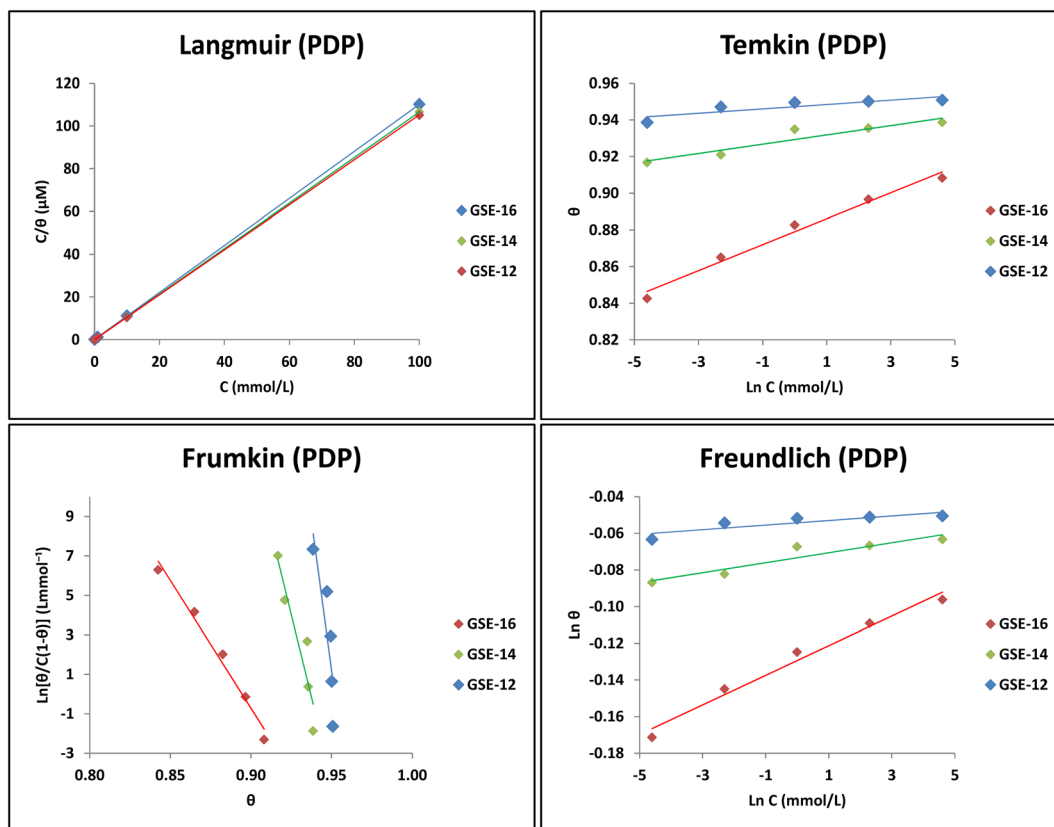 Langmuir (PDP)
120
100
80
60
40
20
0
C/θ (μM)
0 20 40 60 80 100
C (mmol/L)
GSE-16
GSE-14
GSE-12
Temkin (PDP)
0.96
0.94
0.92
0.90
0.88
0.86
0.84
0.82
θ
-5 -3 -1 1 3 5
Ln C (mmol/L)
GSE-16
GSE-14
GSE-12
Frumkin (PDP)
9
7
5
3
1
-1
-3
Ln[θ/C(1-θ)] (Lmmol⁻¹)
0.80 0.85 0.90 0.95 1.00
θ
GSE-16
GSE-14
GSE-12
Freundlich (PDP)
-0.04
-0.06
-0.08
-0.10
-0.12
-0.14
-0.16
-0.18
Ln θ
-5 -3 -1 1 3 5
Ln C (mmol/L)
GSE-16
GSE-14
GSE-12